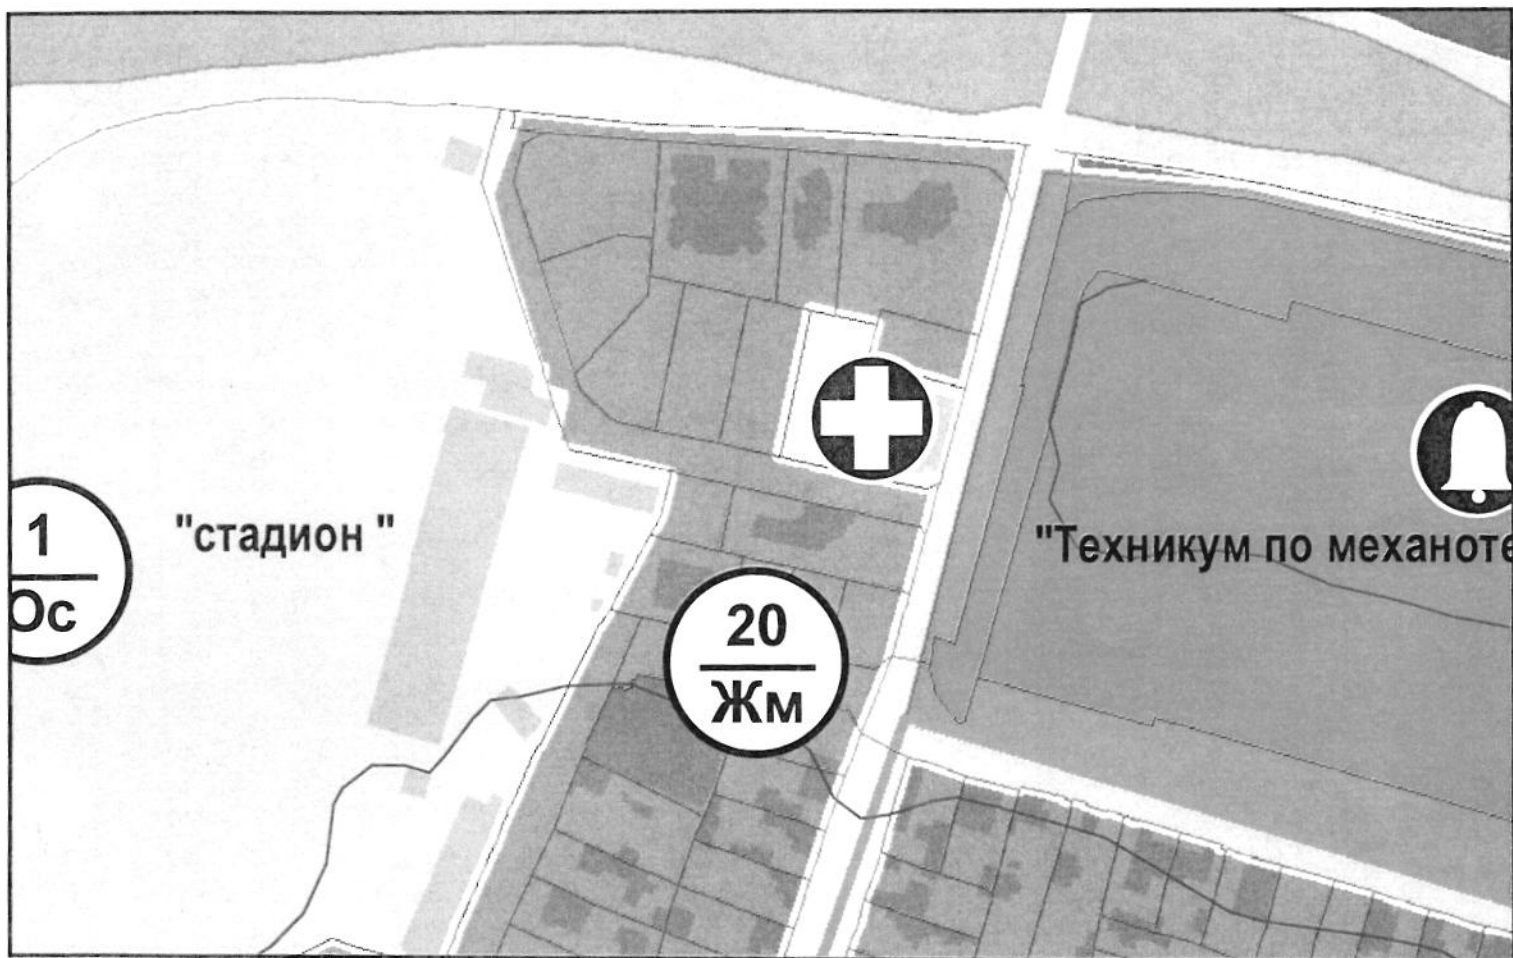 1
Ос
"стадион "
"Техникум по механоте
20
Жм